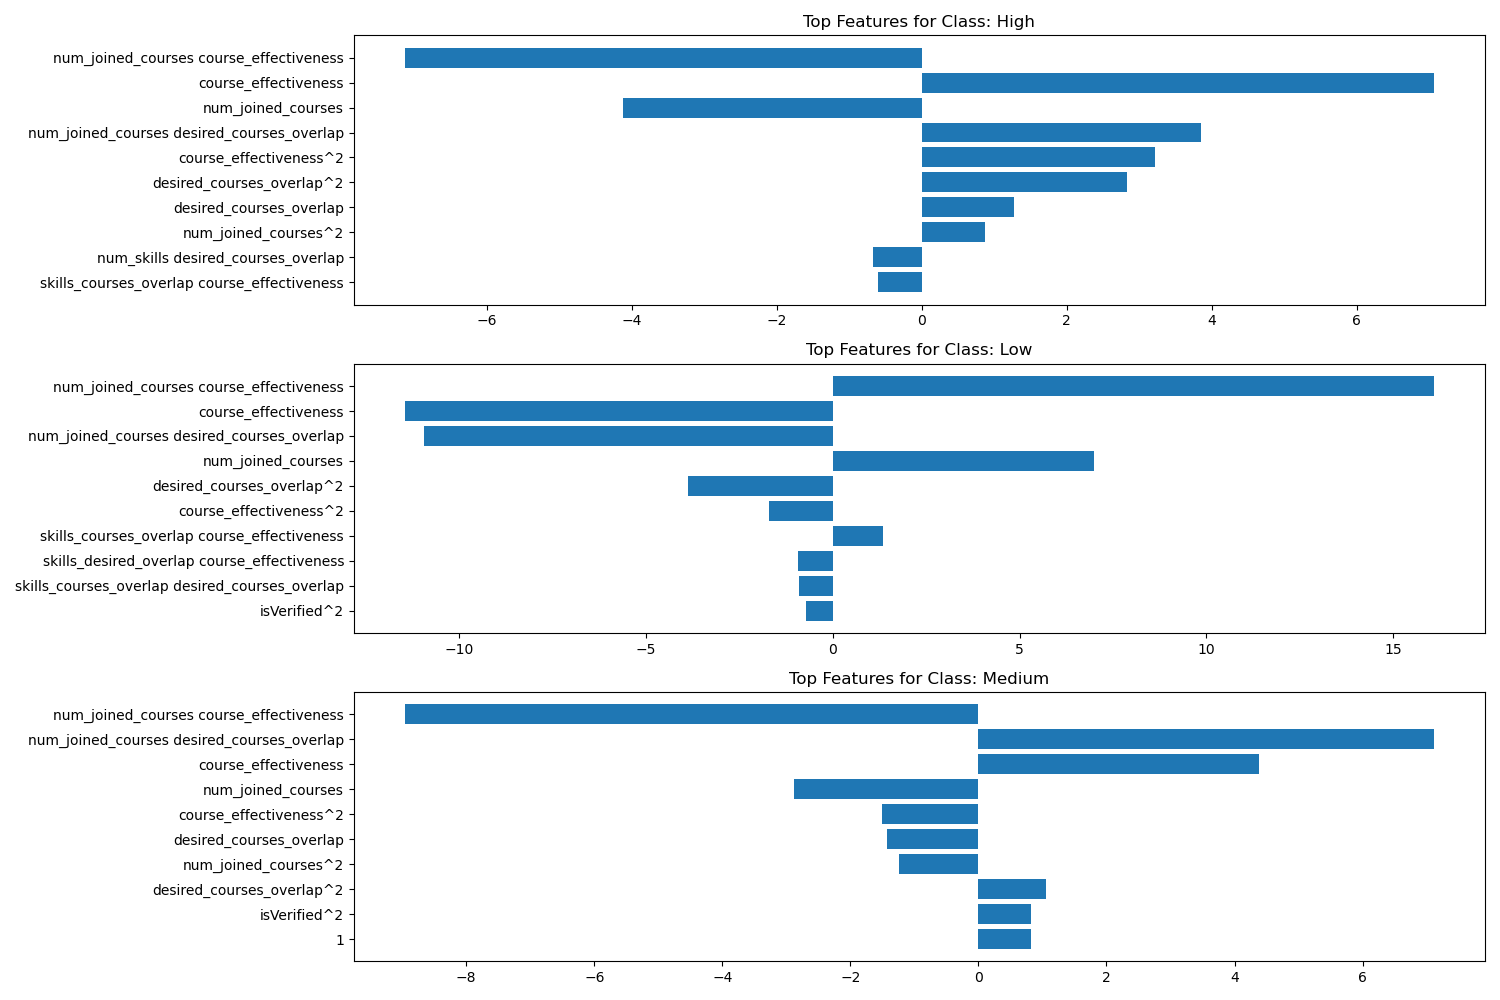 Top Features for Class: High
num_joined_courses course_effectiveness
course_effectiveness
num_joined_courses
num_joined_courses desired_courses_overlap
course_effectiveness^2
desired_courses_overlap^2
desired_courses_overlap
num_joined_courses^2
num_skills desired_courses_overlap
skills_courses_overlap course_effectiveness
−6 −4 −2 0 2 4 6
Top Features for Class: Low
num_joined_courses course_effectiveness
course_effectiveness
num_joined_courses desired_courses_overlap
num_joined_courses
desired_courses_overlap^2
course_effectiveness^2
skills_courses_overlap course_effectiveness
skills_desired_overlap course_effectiveness
skills_courses_overlap desired_courses_overlap
isVerified^2
−10 −5 0 5 10 15
Top Features for Class: Medium
num_joined_courses course_effectiveness
num_joined_courses desired_courses_overlap
course_effectiveness
num_joined_courses
course_effectiveness^2
desired_courses_overlap
num_joined_courses^2
desired_courses_overlap^2
isVerified^2
1
−8 −6 −4 −2 0 2 4 6